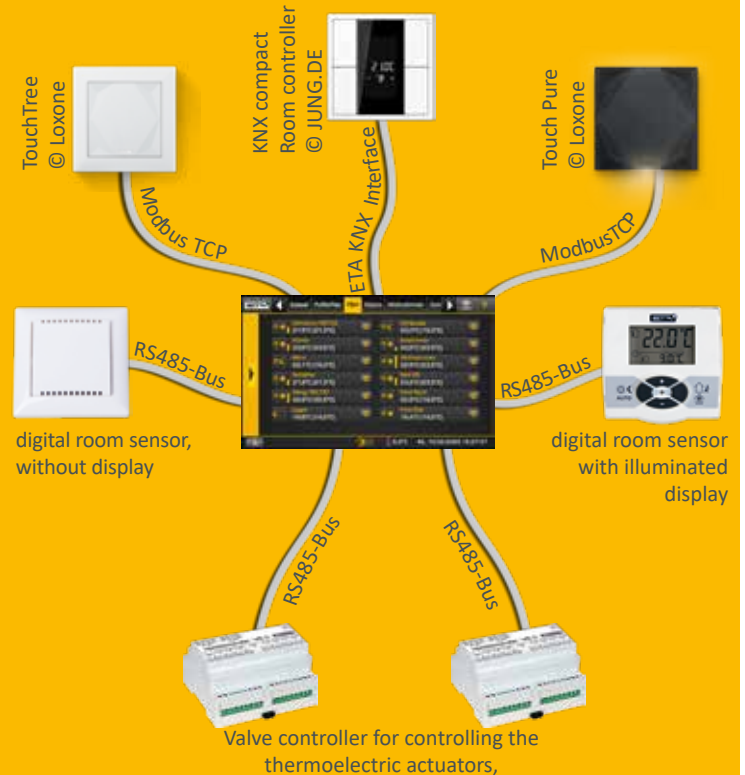 TouchTree
© Loxone
KNX compact
Room controller
© JUNG.DE
Touch Pure
© Loxone
Modbus TCP
ETA KNX Interface
ModbusTCP
RS485-Bus
RS485-Bus
22.0°C
AUTO
digital room sensor,
without display
digital room sensor
with illuminated
display
RS485-Bus
RS485-Bus
Valve controller for controlling the
thermoelectric actuators,